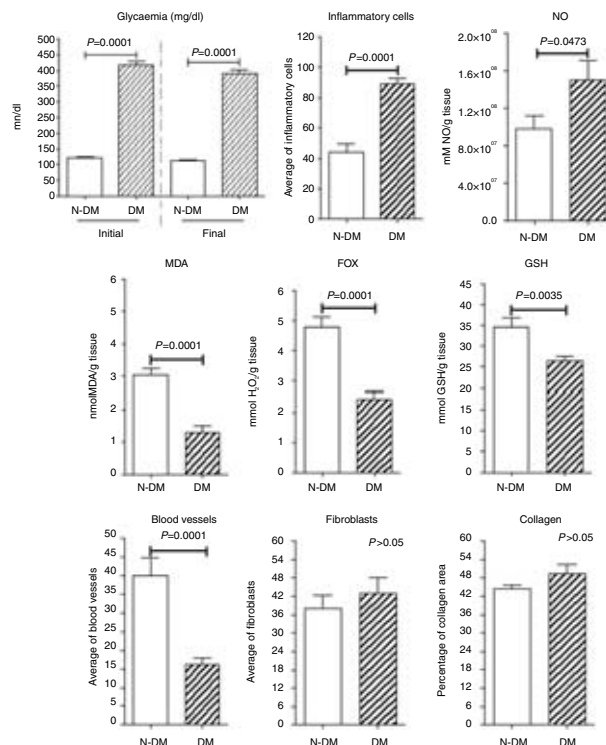 Glycaemia (mg/dl)
P=0.0001
P=0.0001
mn/dl
500
450
400
350
300
250
200
150
100
50
0
N-DM
DM
N-DM
DM
Initial
Final
Inflammatory cells
P=0.0001
Average of inflammatory cells
120
100
80
60
40
20
0
N-DM
DM
NO
P=0.0473
mM NO/g tissue
2.0×10⁰⁸
1.6×10⁰⁸
1.2×10⁰⁸
8.0×10⁰⁷
4.0×10⁰⁷
0.0
N-DM
DM
MDA
P=0.0001
nmolMDA/g tissue
6
5
4
3
2
1
0
N-DM
DM
FOX
P=0.0001
mmol H₂O₂/g tissue
6
5
4
3
2
1
0
N-DM
DM
GSH
P=0.0035
mmol GSH/g tissue
45
40
35
30
25
20
15
10
5
0
N-DM
DM
Blood vessels
P=0.0001
Average of blood vessels
50
45
40
35
30
25
20
15
10
5
0
N-DM
DM
Fibroblasts
P>0.05
Average of fibroblasts
60
54
48
42
36
30
24
18
12
6
0
N-DM
DM
Collagen
P>0.05
Percentage of collagen area
60
54
48
42
36
30
24
18
12
6
0
N-DM
DM